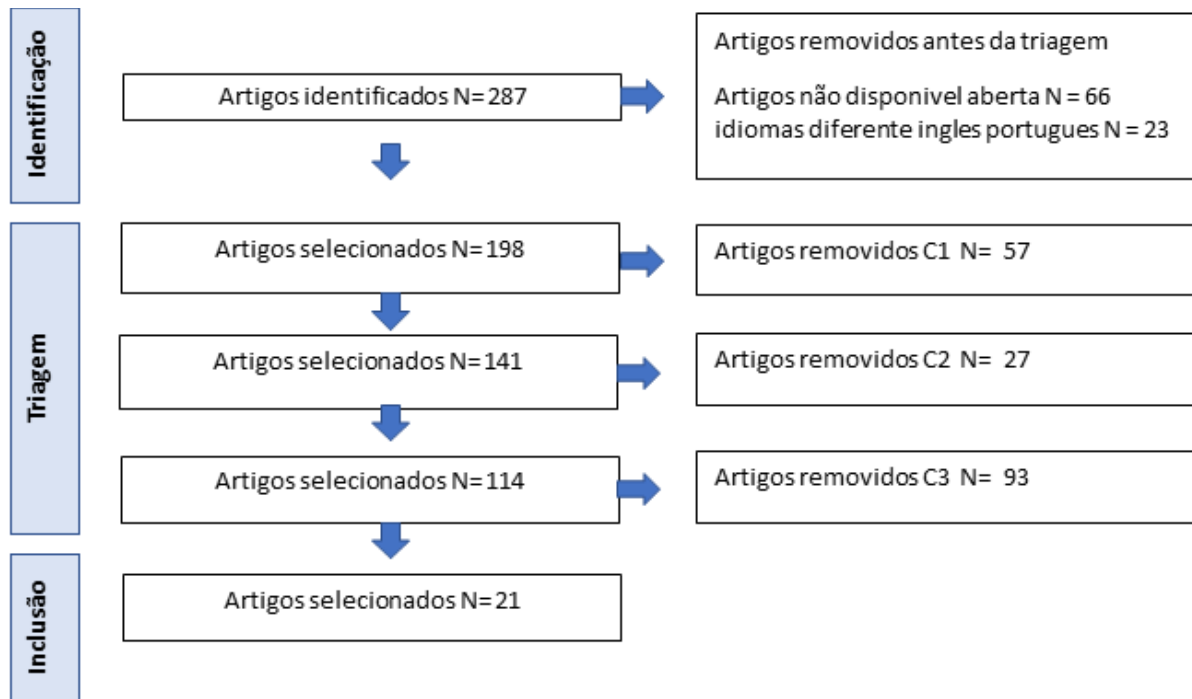 Identificação
Artigos identificados N= 287
Artigos removidos antes da triagem
Artigos não disponivel aberta N = 66
idiomas diferente ingles portugues N = 23
Triagem
Artigos selecionados N= 198
Artigos removidos C1 N= 57
Artigos selecionados N= 141
Artigos removidos C2 N= 27
Artigos selecionados N= 114
Artigos removidos C3 N= 93
Inclusão
Artigos selecionados N= 21